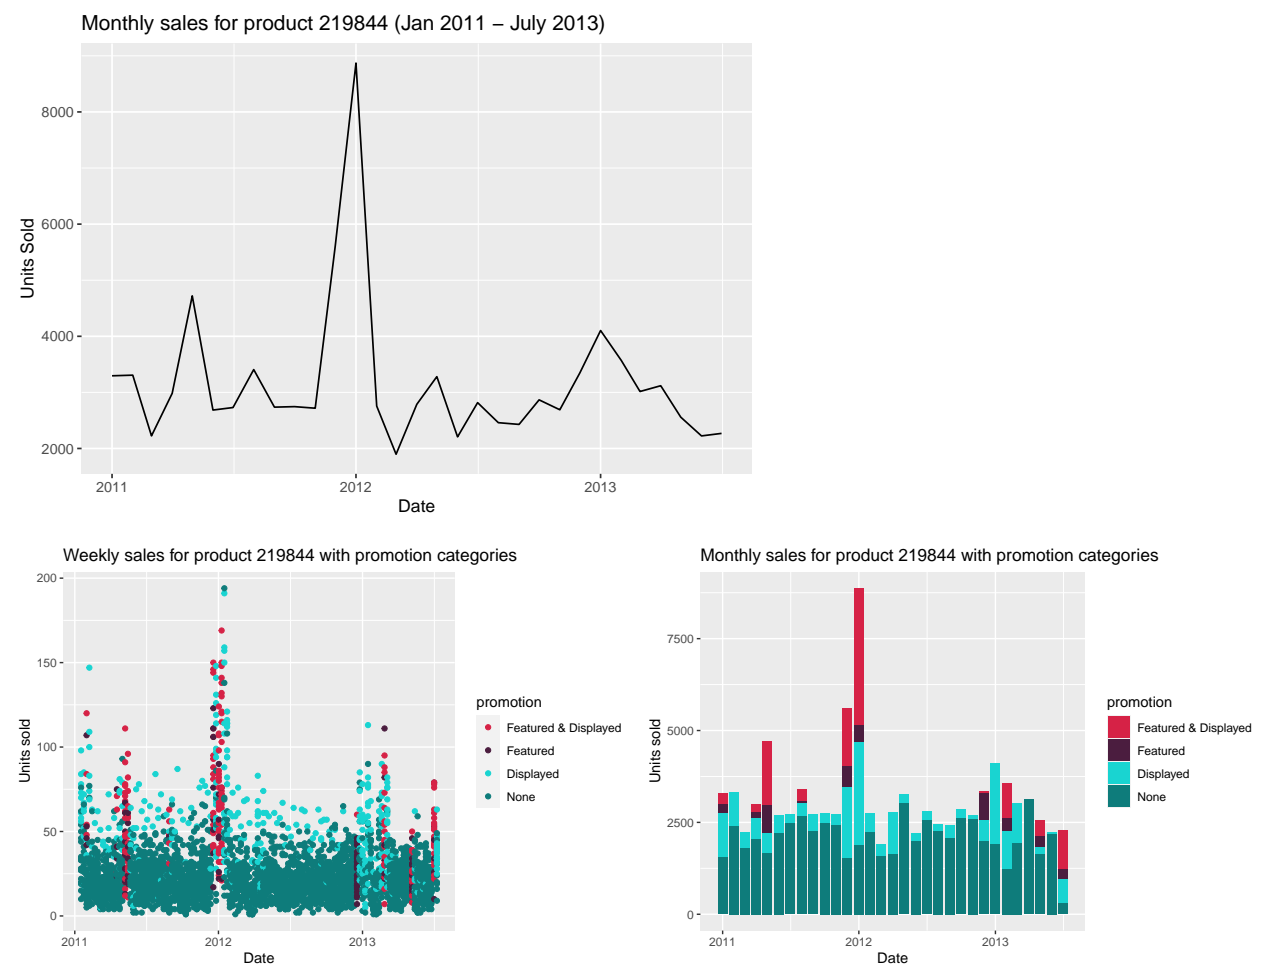 Monthly sales for product 219844 (Jan 2011 – July 2013)
8000
6000
4000
2000
Units Sold
2011 2012 2013
Date
Weekly sales for product 219844 with promotion categories
200
150
100
50
0
Units sold
2011 2012 2013
Date
promotion
Featured & Displayed
Featured
Displayed
None
Monthly sales for product 219844 with promotion categories
7500
5000
2500
0
Units sold
2011 2012 2013
Date
promotion
Featured & Displayed
Featured
Displayed
None